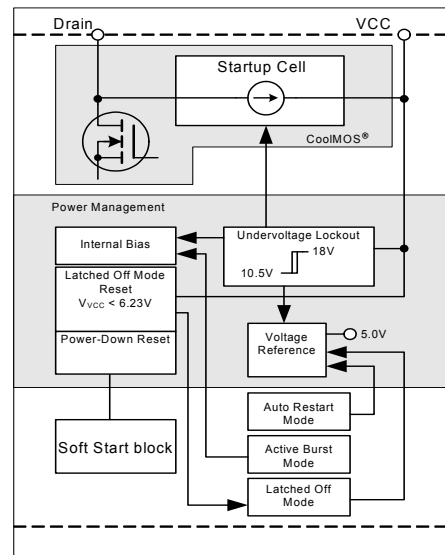 Drain
VCC
Startup Cell
CoolMOS®
Power Management
Internal Bias
Undervoltage Lockout
18V
10.5V
Latched Off Mode
Reset
VVCC < 6.23V
Power-Down Reset
Voltage
Reference
5.0V
Soft Start block
Auto Restart
Mode
Active Burst
Mode
Latched Off
Mode